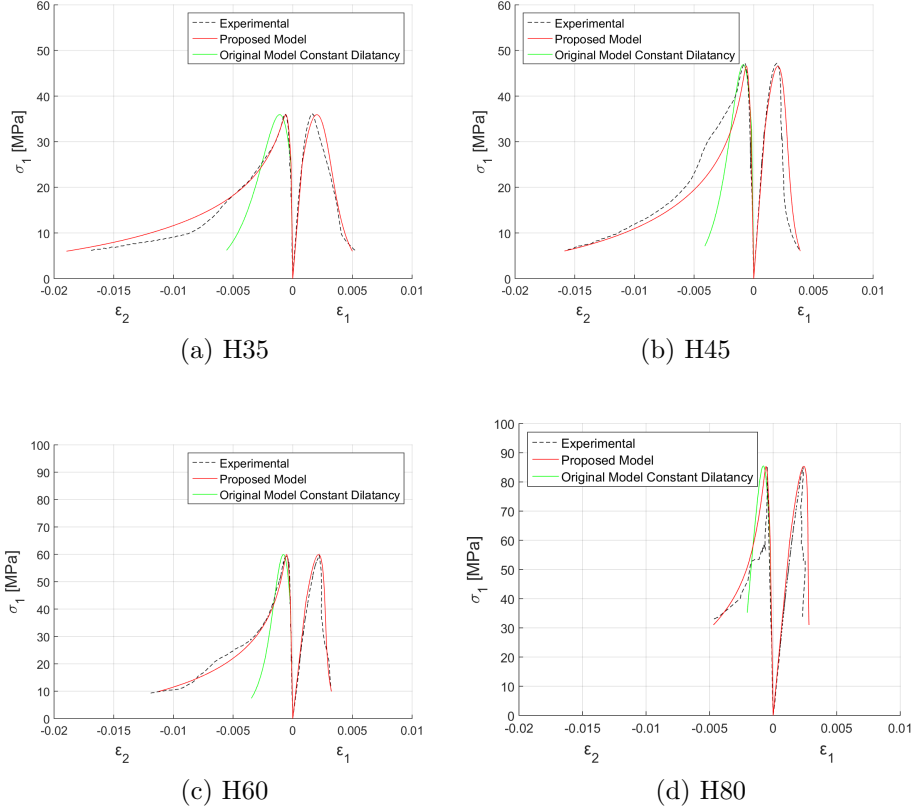 60
50
40
30
20
10
0
σ1 [MPa]
Experimental
Proposed Model
Original Model Constant Dilatancy
-0.02 -0.015 -0.01 -0.005 0 0.005 0.01
ε2 ε1
(a) H35
60
50
40
30
20
10
0
σ1 [MPa]
Experimental
Proposed Model
Original Model Constant Dilatancy
-0.02 -0.015 -0.01 -0.005 0 0.005 0.01
ε2 ε1
(b) H45
100
90
80
70
60
50
40
30
20
10
0
σ1 [MPa]
Experimental
Proposed Model
Original Model Constant Dilatancy
-0.02 -0.015 -0.01 -0.005 0 0.005 0.01
ε2 ε1
(c) H60
100
90
80
70
60
50
40
30
20
10
0
σ1 [MPa]
Experimental
Proposed Model
Original Model Constant Dilatancy
-0.02 -0.015 -0.01 -0.005 0 0.005 0.01
ε2 ε1
(d) H80